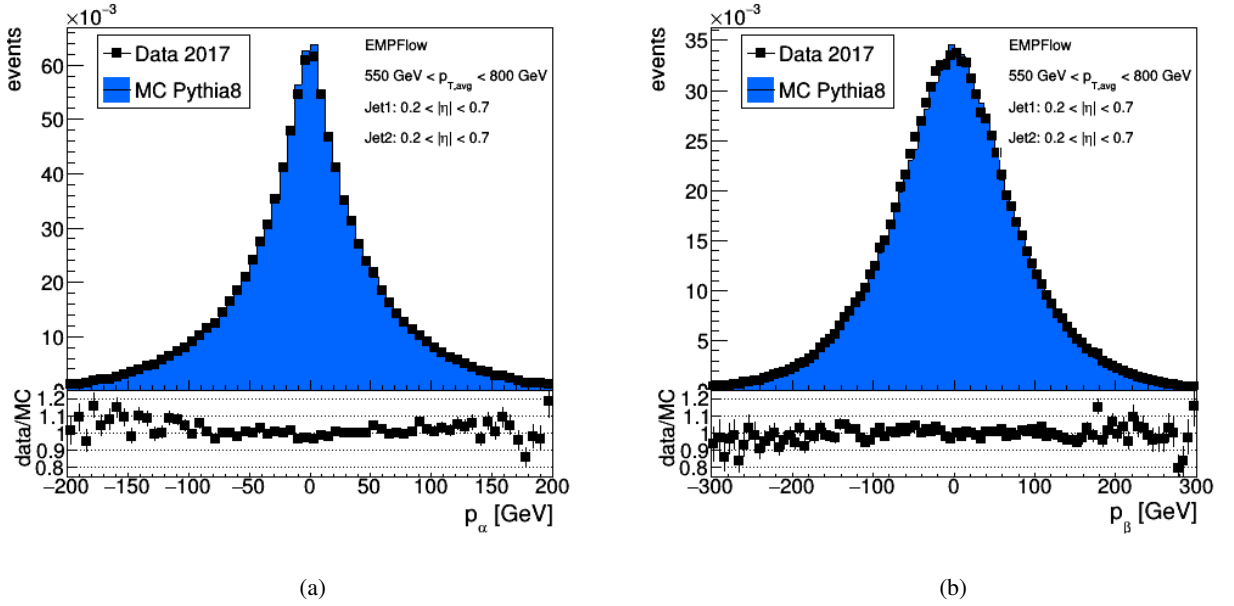 ×10⁻³
events
Data 2017
MC Pythia8
EMPFlow
550 GeV < p_T,avg < 800 GeV
Jet1: 0.2 < |η| < 0.7
Jet2: 0.2 < |η| < 0.7
60
50
40
30
20
10
0
data/MC
1.2
1.1
1
0.9
0.8
−200 −150 −100 −50 0 50 100 150 200
p_α [GeV]
(a)
×10⁻³
events
Data 2017
MC Pythia8
EMPFlow
550 GeV < p_T,avg < 800 GeV
Jet1: 0.2 < |η| < 0.7
Jet2: 0.2 < |η| < 0.7
35
30
25
20
15
10
5
0
data/MC
1.2
1.1
1
0.9
0.8
−300 −200 −100 0 100 200 300
p_β [GeV]
(b)